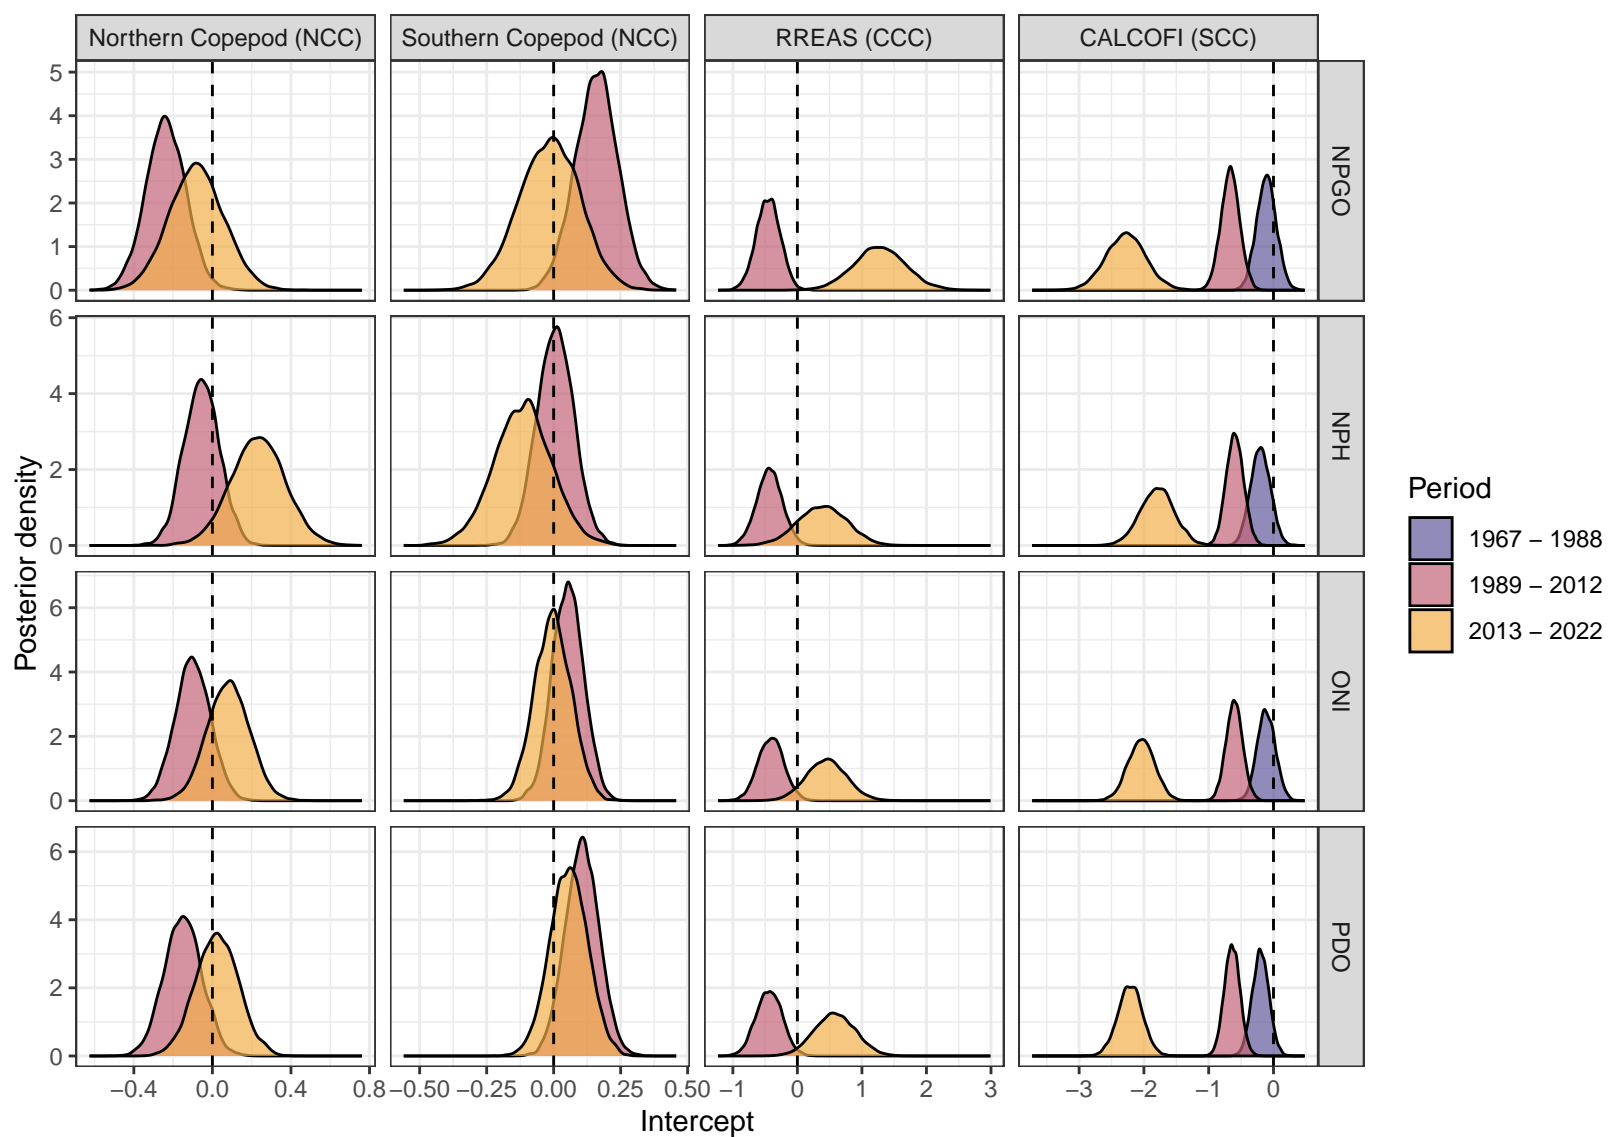 Northern Copepod (NCC) Southern Copepod (NCC) RREAS (CCC) CALCOFI (SCC)
5
4
3
2
1
0
NPGO
6
4
2
0
NPH
6
4
2
0
ONI
6
4
2
0
PDO
−0.4 0.0 0.4 0.8 −0.50 −0.25 0.00 0.25 0.50 −1 0 1 2 3 −3 −2 −1 0
Intercept
Posterior density
Period
1967 − 1988
1989 − 2012
2013 − 2022